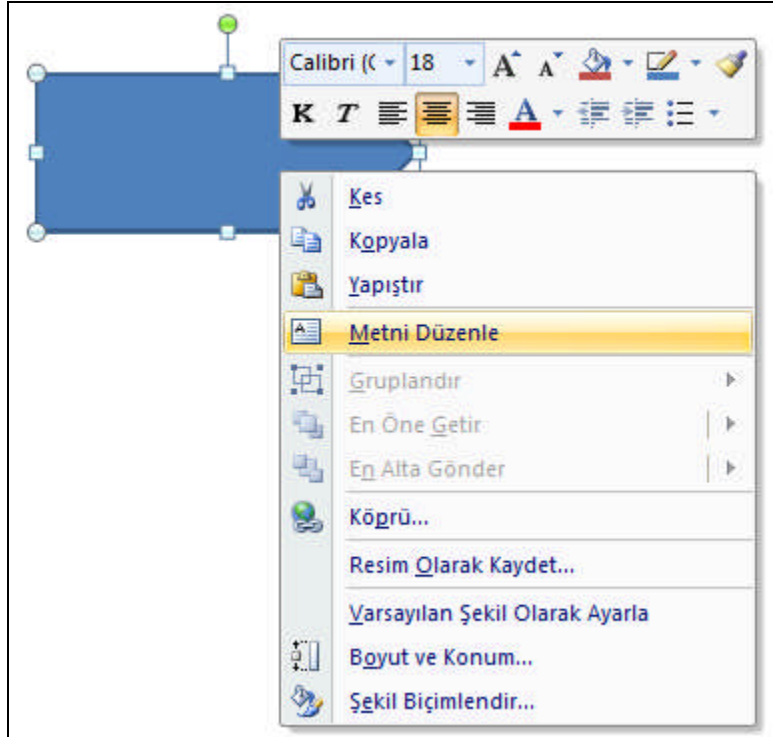 Calibri (( 18 A A
K T A
Kes
Kopyala
Yapıştır
Metni Düzenle
Gruplandır
En Öne Getir
En Alta Gönder
Köprü...
Resim Olarak Kaydet...
Varsayılan Şekil Olarak Ayarla
Boyut ve Konum...
Şekil Biçimlendir...